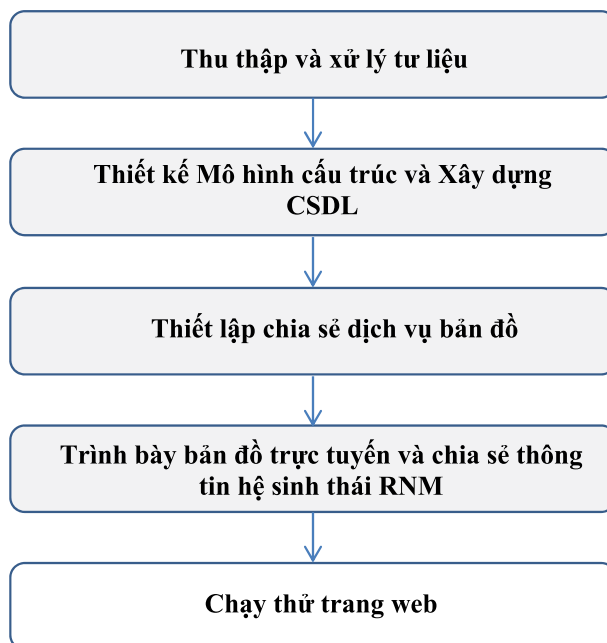 Thu thập và xử lý tư liệu
Thiết kế Mô hình cấu trúc và Xây dựng
CSDL
Thiết lập chia sẻ dịch vụ bản đồ
Trình bày bản đồ trực tuyến và chia sẻ thông
tin hệ sinh thái RNM
Chạy thử trang web